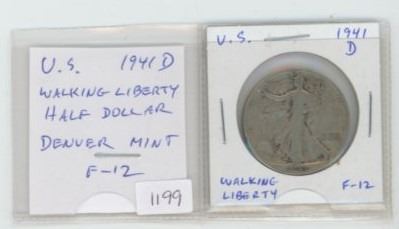 U.S. 1941 D
WALKING LIBERTY
HALF DOLLAR
DENVER MINT
F-12
1199
U.S. 1941
D
WALKING
LIBERTY F-12